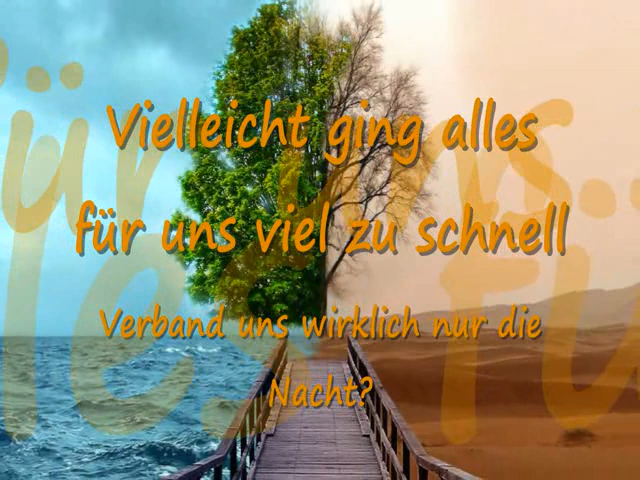 Vielleicht ging alles
für uns viel zu schnell
Verband uns wirklich nur die
Nacht?